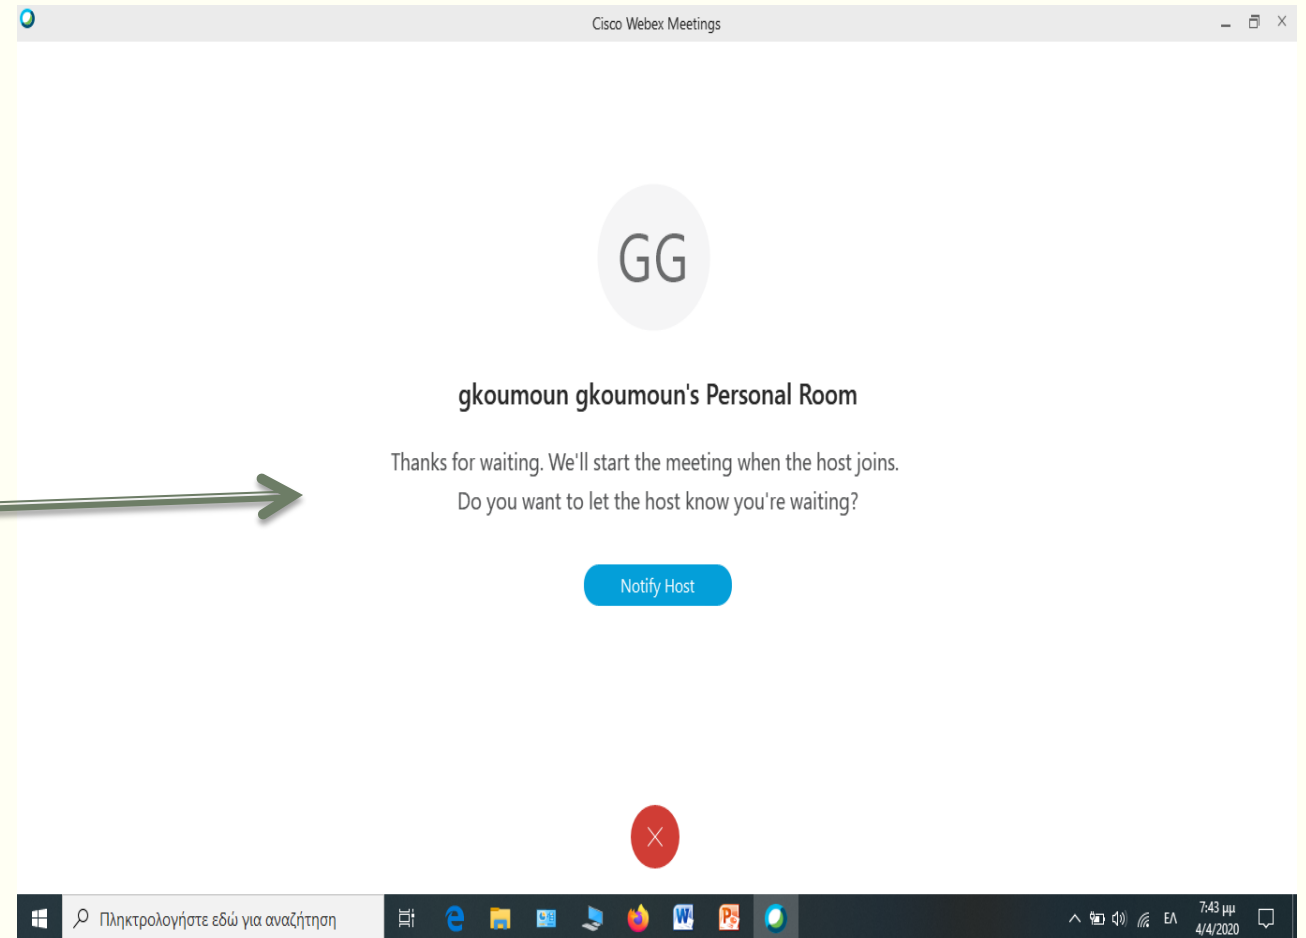 Cisco Webex Meetings
GG
gkoumoun gkoumoun's Personal Room
Thanks for waiting. We'll start the meeting when the host joins.
Do you want to let the host know you're waiting?
Notify Host
Πληκτρολογήστε εδώ για αναζήτηση
ΕΛ
7:43 μμ
4/4/2020